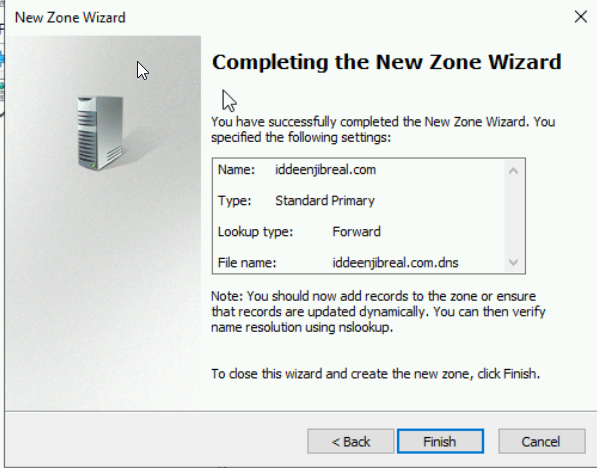 New Zone Wizard
Completing the New Zone Wizard
You have successfully completed the New Zone Wizard. You
specified the following settings:
Name: iddeenjibreal.com
Type: Standard Primary
Lookup type: Forward
File name: iddeenjibreal.com.dns
Note: You should now add records to the zone or ensure
that records are updated dynamically. You can then verify
name resolution using nslookup.
To close this wizard and create the new zone, click Finish.
< Back Finish Cancel